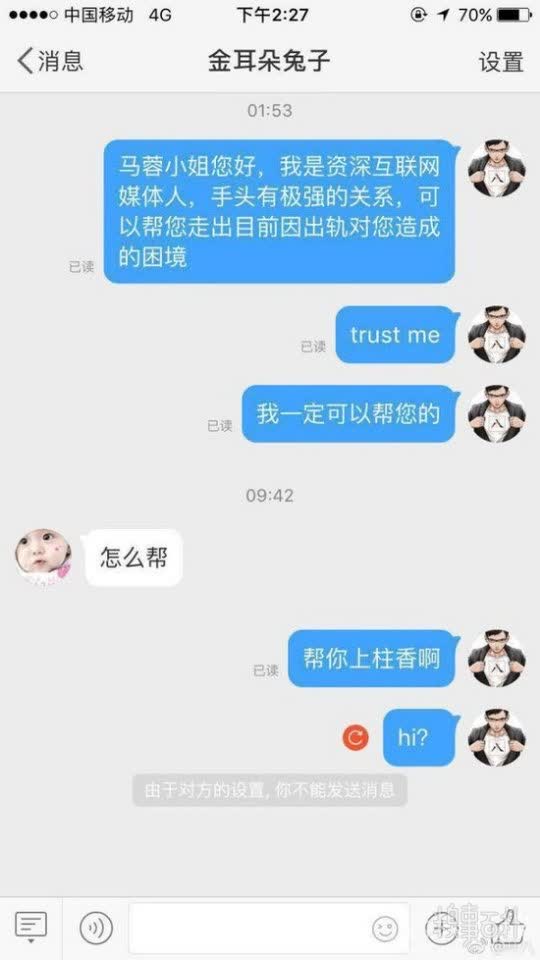 中国移动 4G 下午2:27 70%
消息 金耳朵兔子 设置
01:53
马蓉小姐您好，我是资深互联网
媒体人，手头有极强的关系，可
以帮您走出目前因出轨对您造成
的困境
已读
trust me
已读
我一定可以帮您的
已读
09:42
怎么帮
帮你上柱香啊
已读
hi?
由于对方的设置，你不能发送消息